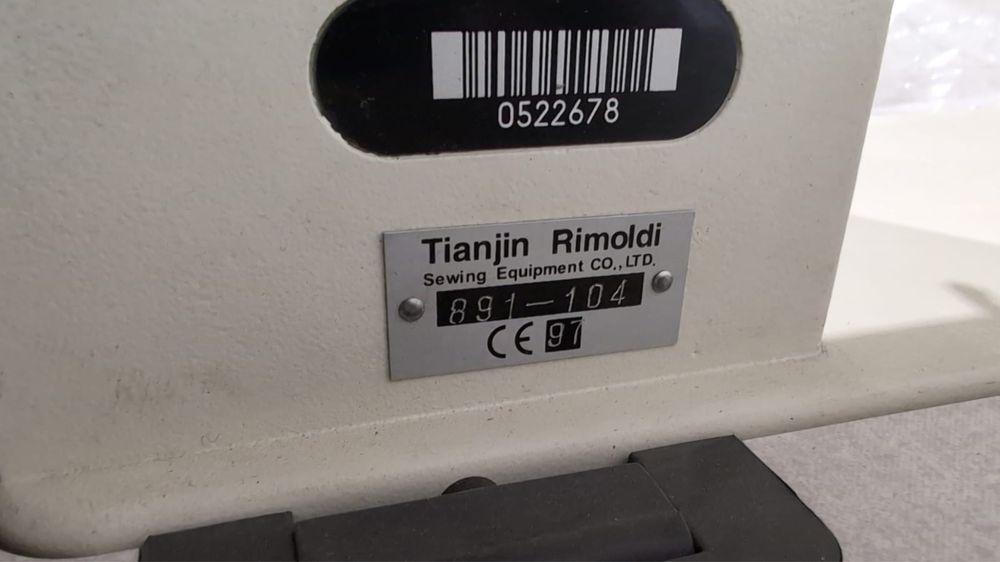 0522678
Tianjin Rimoldi
Sewing Equipment CO.,LTD.
891-104
CE 97